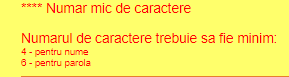 **** Numar mic de caractere
Numarul de caractere trebuie sa fie minim:
4 - pentru nume
6 - pentru parola